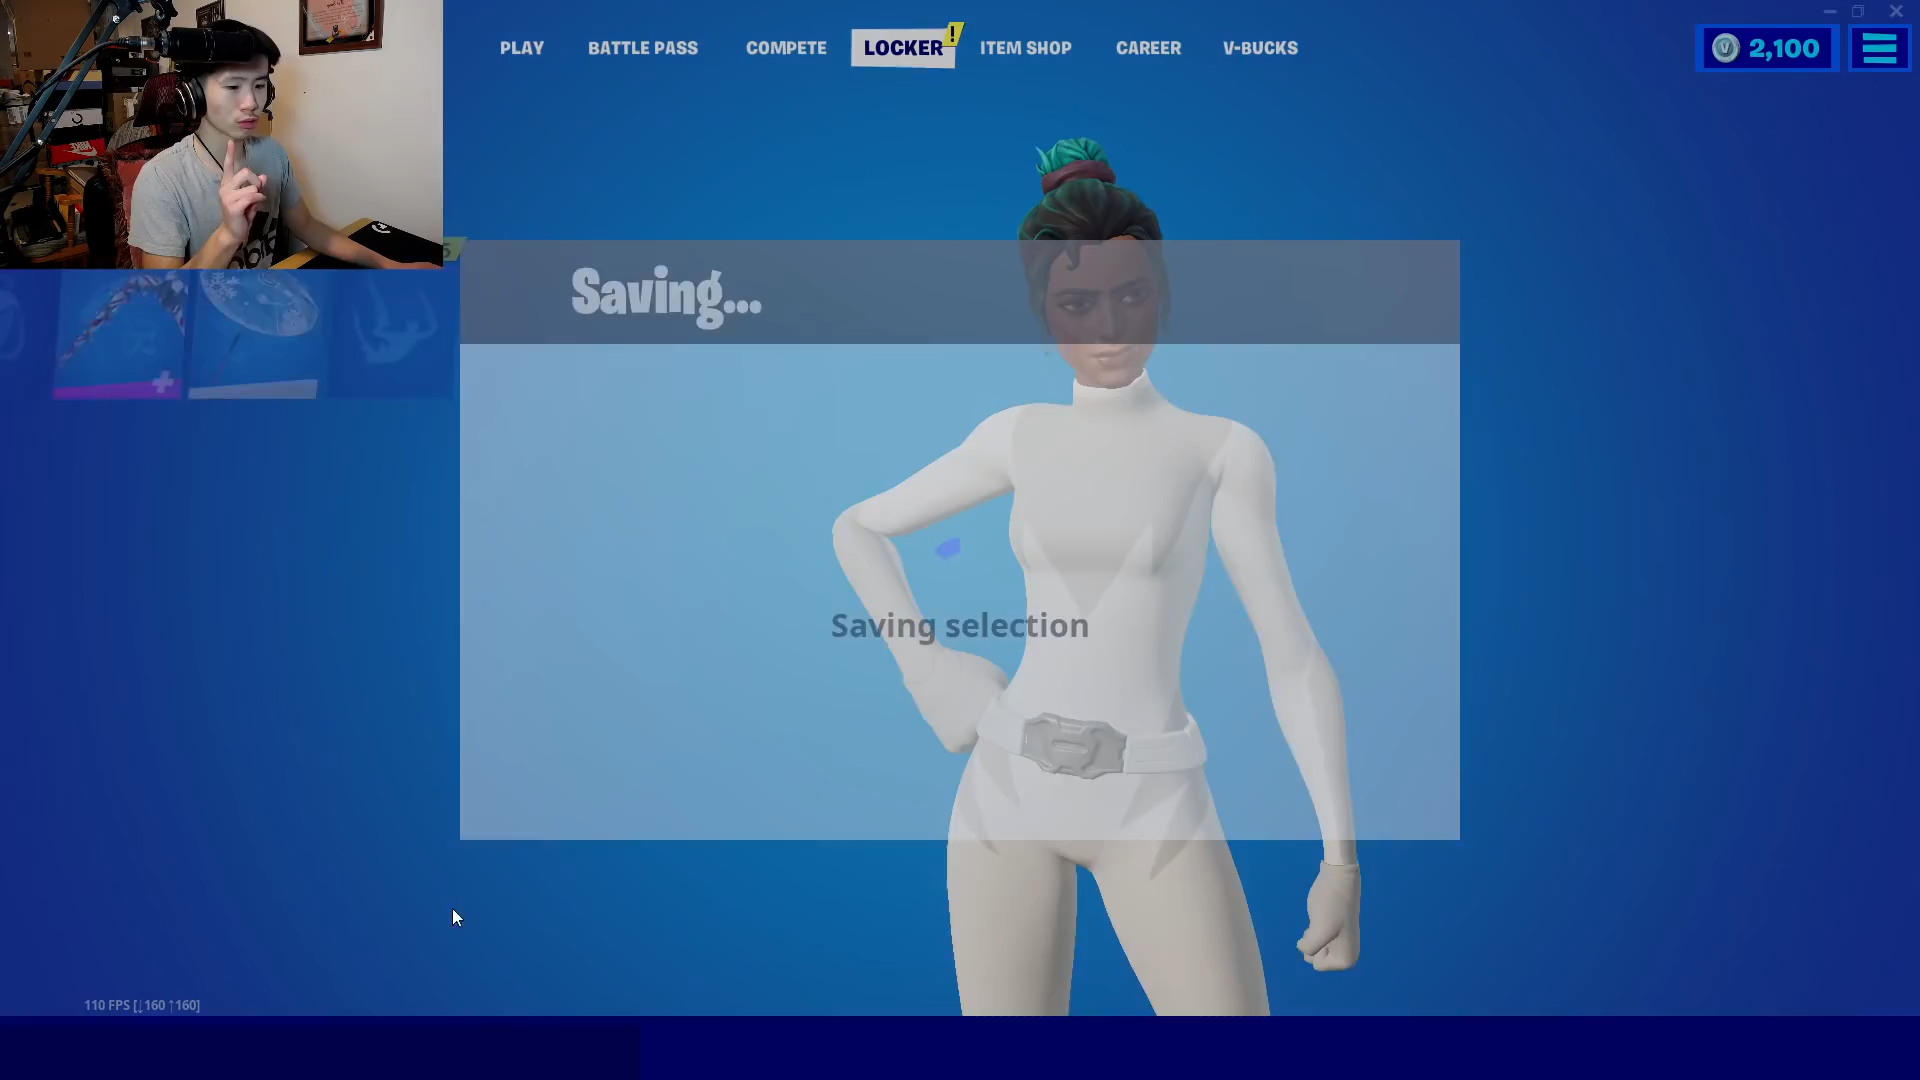 PLAY
BATTLE PASS
COMPETE
LOCKER
!
ITEM SHOP
CAREER
V-BUCKS
V 2,100
Saving...
Saving selection
110 FPS [↓160 ↑160]